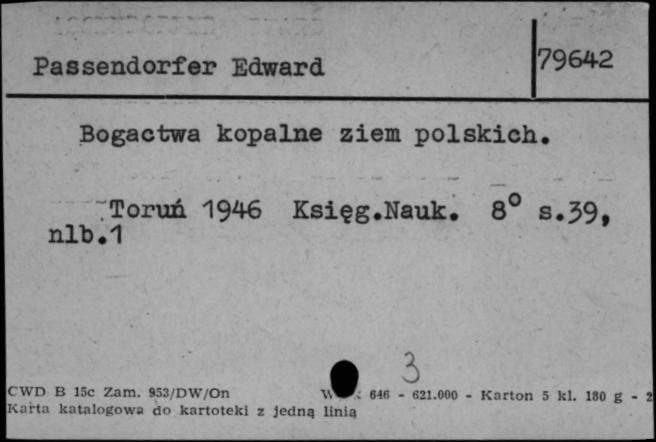 Passendorfer Edward
79642
Bogactwa kopalne ziem polskich.
Toruń 1946 Księg.Nauk. 8° s.39,
nlb.1
3
CWD B 15c Zam. 953/DW/On 646 - 621.000 - Karton 5 kl. 180 g - 2
Karta katalogowa do kartoteki z jedną linią